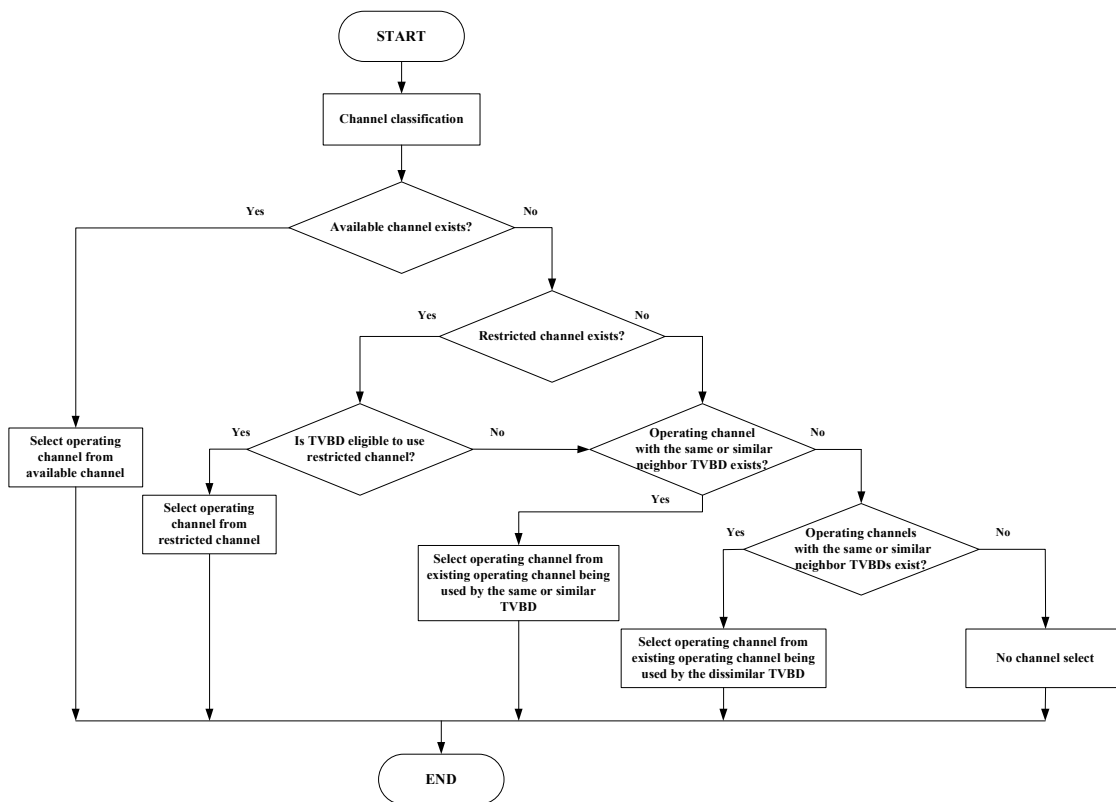 START
Channel classification
Yes
No
Available channel exists?
Yes
No
Restricted channel exists?
Select operating
channel from
available channel
Yes
Is TVBD eligible to use
restricted channel?
No
Operating channel
with the same or similar
neighbor TVBD exists?
No
Yes
Select operating
channel from
restricted channel
Yes
Operating channels
with the same or similar
neighbor TVBDs exist?
No
Select operating channel from
existing operating channel being
used by the same or similar
TVBD
Select operating channel from
existing operating channel being
used by the dissimilar TVBD
No channel select
END